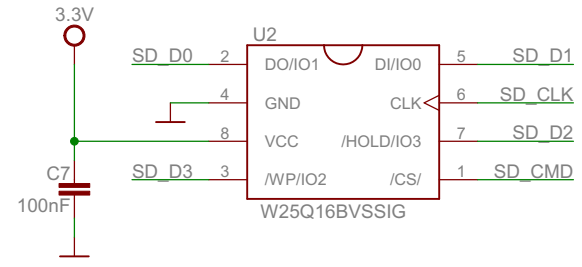 3.3V
U2
SD_D0 2 DO/IO1 DI/IO0 5 SD_D1
4 GND CLK 6 SD_CLK
8 VCC /HOLD/IO3 7 SD_D2
C7
SD_D3 3 /WP/IO2 /CS/ 1 SD_CMD
100nF
W25Q16BVSSIG